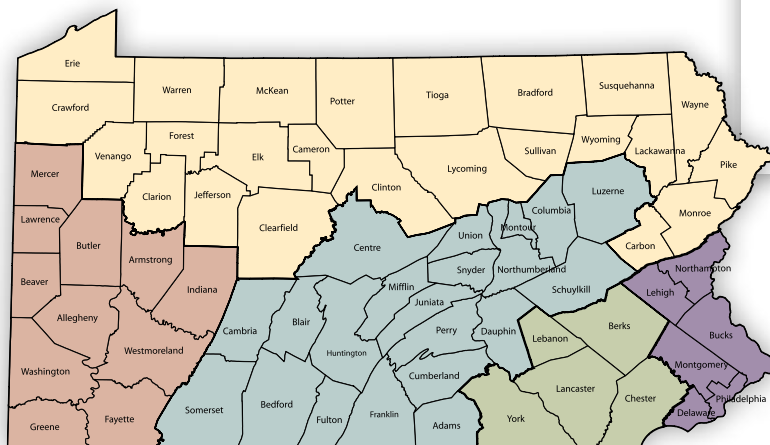 Erie
Warren
McKean
Potter
Tioga
Bradford
Susquehanna
Wayne
Crawford
Venango
Forest
Elk
Cameron
Clinton
Lycoming
Sullivan
Wyoming
Lackawanna
Pike
Mercer
Clarion
Jefferson
Clearfield
Centre
Union
Montour
Columbia
Luzerne
Monroe
Carbon
Lawrence
Butler
Armstrong
Indiana
Snyder
Northumberland
Schuylkill
Northampton
Lehigh
Beaver
Allegheny
Westmoreland
Cambria
Blair
Mifflin
Juniata
Perry
Dauphin
Lebanon
Berks
Bucks
Huntington
Cumberland
Montgomery
Washington
Somerset
Bedford
Fulton
Franklin
Adams
York
Lancaster
Chester
Delaware
Philadelphia
Greene
Fayette